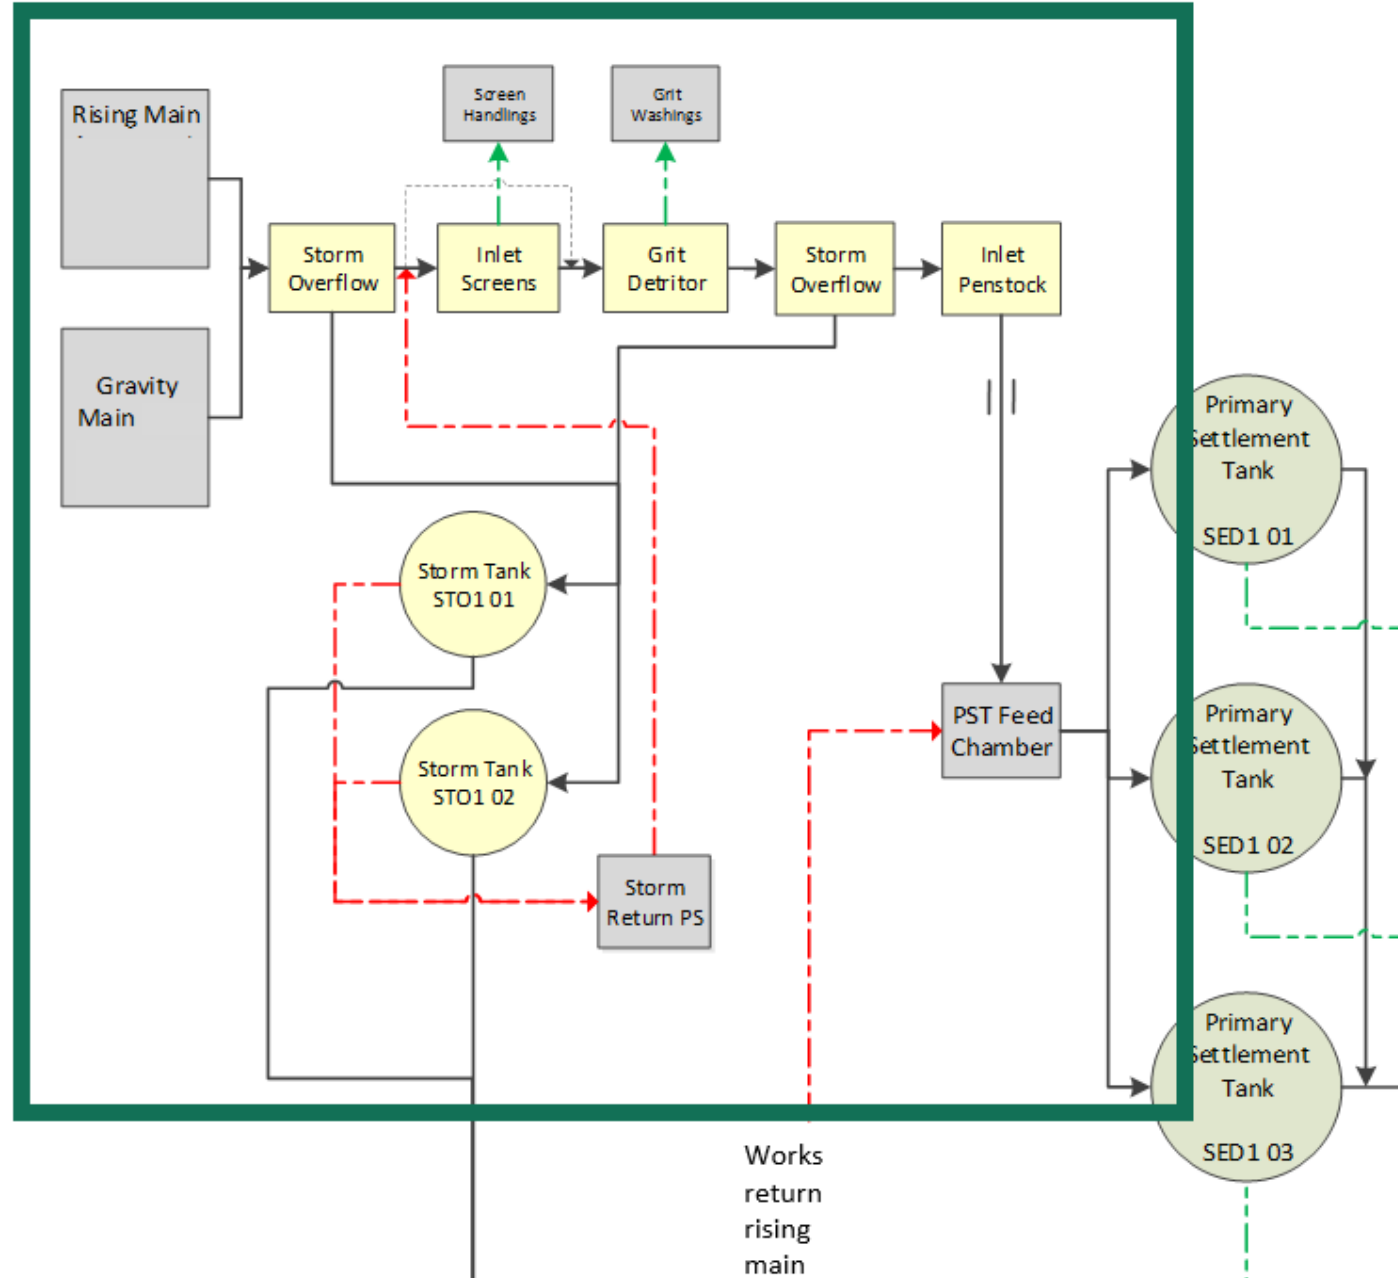 Screen
Handlings
Grit
Washings
Rising Main
Storm
Overflow
Inlet
Screens
Grit
Detritor
Storm
Overflow
Inlet
Penstock
Gravity
Main
Primary
Settlement
Tank
SED1 01
Storm Tank
STO1 01
PST Feed
Chamber
Primary
Settlement
Tank
SED1 02
Storm Tank
STO1 02
Storm
Return PS
Primary
Settlement
Tank
SED1 03
Works
return
rising
main